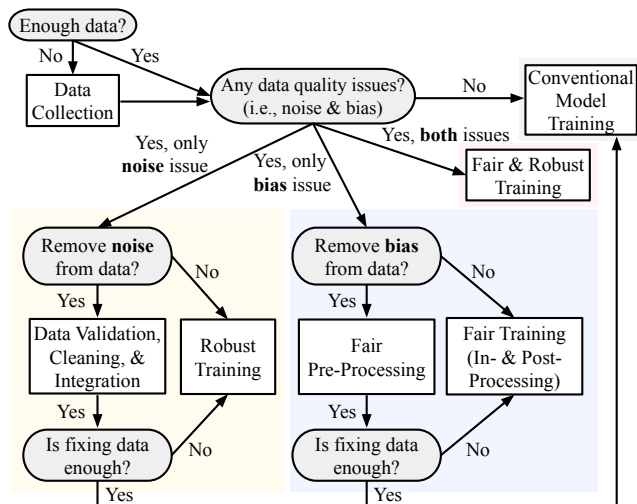 Enough data?
No
Yes
Data
Collection
Any data quality issues?
(i.e., noise & bias)
No
Conventional
Model
Training
Yes, only
noise issue
Yes, only
bias issue
Yes, both issues
Fair & Robust
Training
Remove noise
from data?
No
Yes
Data Validation,
Cleaning, &
Integration
Robust
Training
Yes
Is fixing data
enough?
No
Yes
Remove bias
from data?
No
Yes
Fair
Pre-Processing
Fair Training
(In- & Post-
Processing)
Yes
Is fixing data
enough?
No
Yes